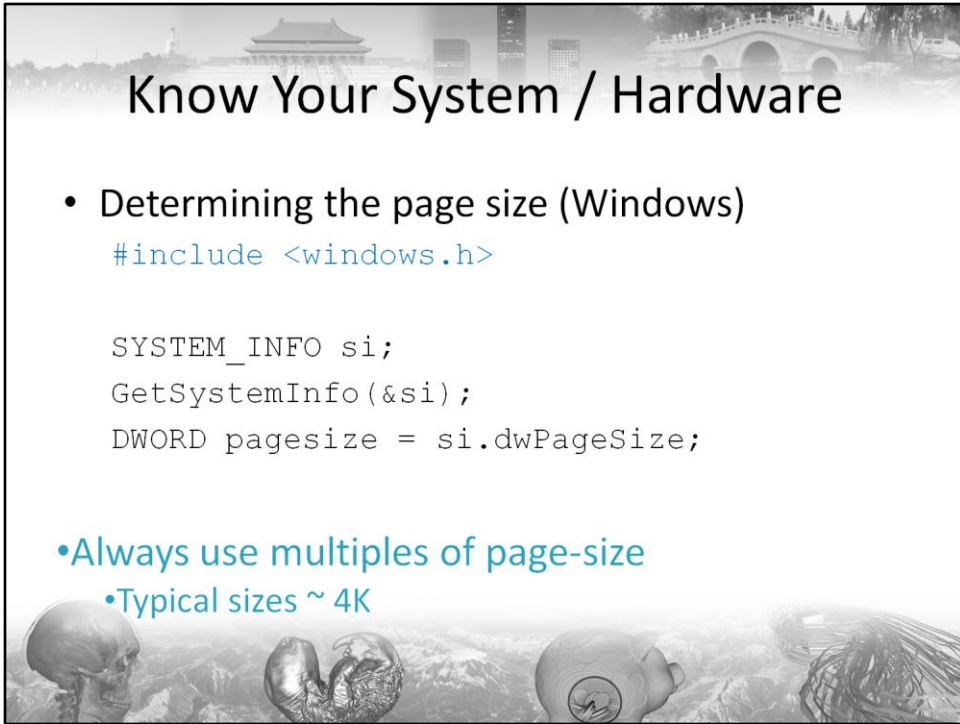 Know Your System / Hardware
• Determining the page size (Windows)
#include <windows.h>
SYSTEM_INFO si;
GetSystemInfo(&si);
DWORD pagesize = si.dwPageSize;
•Always use multiples of page-size
•Typical sizes ~ 4K